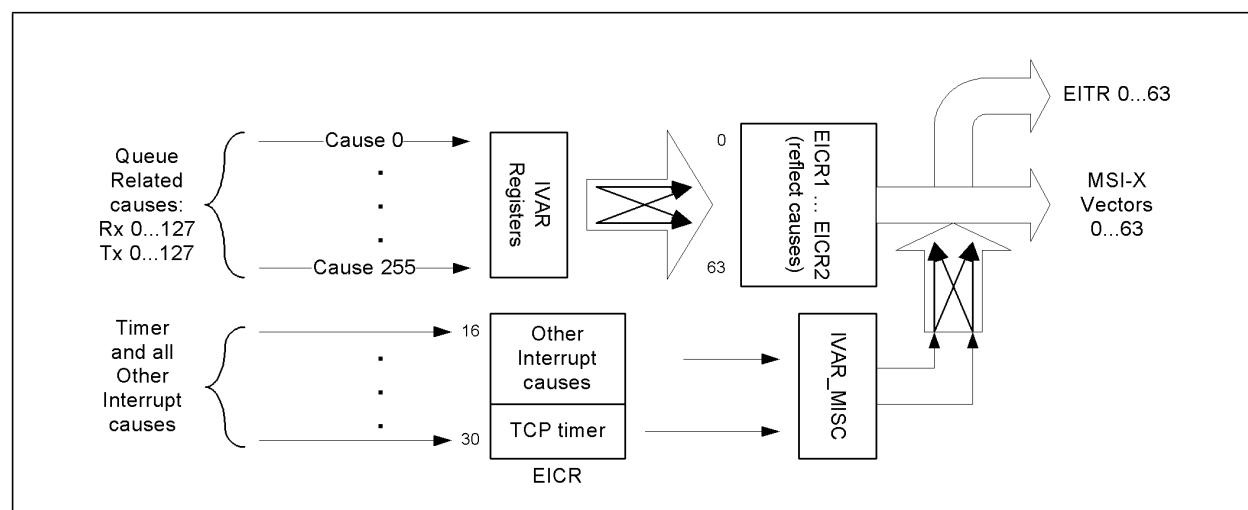 Queue
Related
causes:
Rx 0...127
Tx 0...127
Cause 0
Cause 255
IVAR
Registers
0
63
EICR1 ... EICR2
(reflect causes)
EITR 0...63
MSI-X
Vectors
0...63
Timer
and all
Other
Interrupt
causes
16
30
Other
Interrupt
causes
TCP timer
EICR
IVAR_MISC